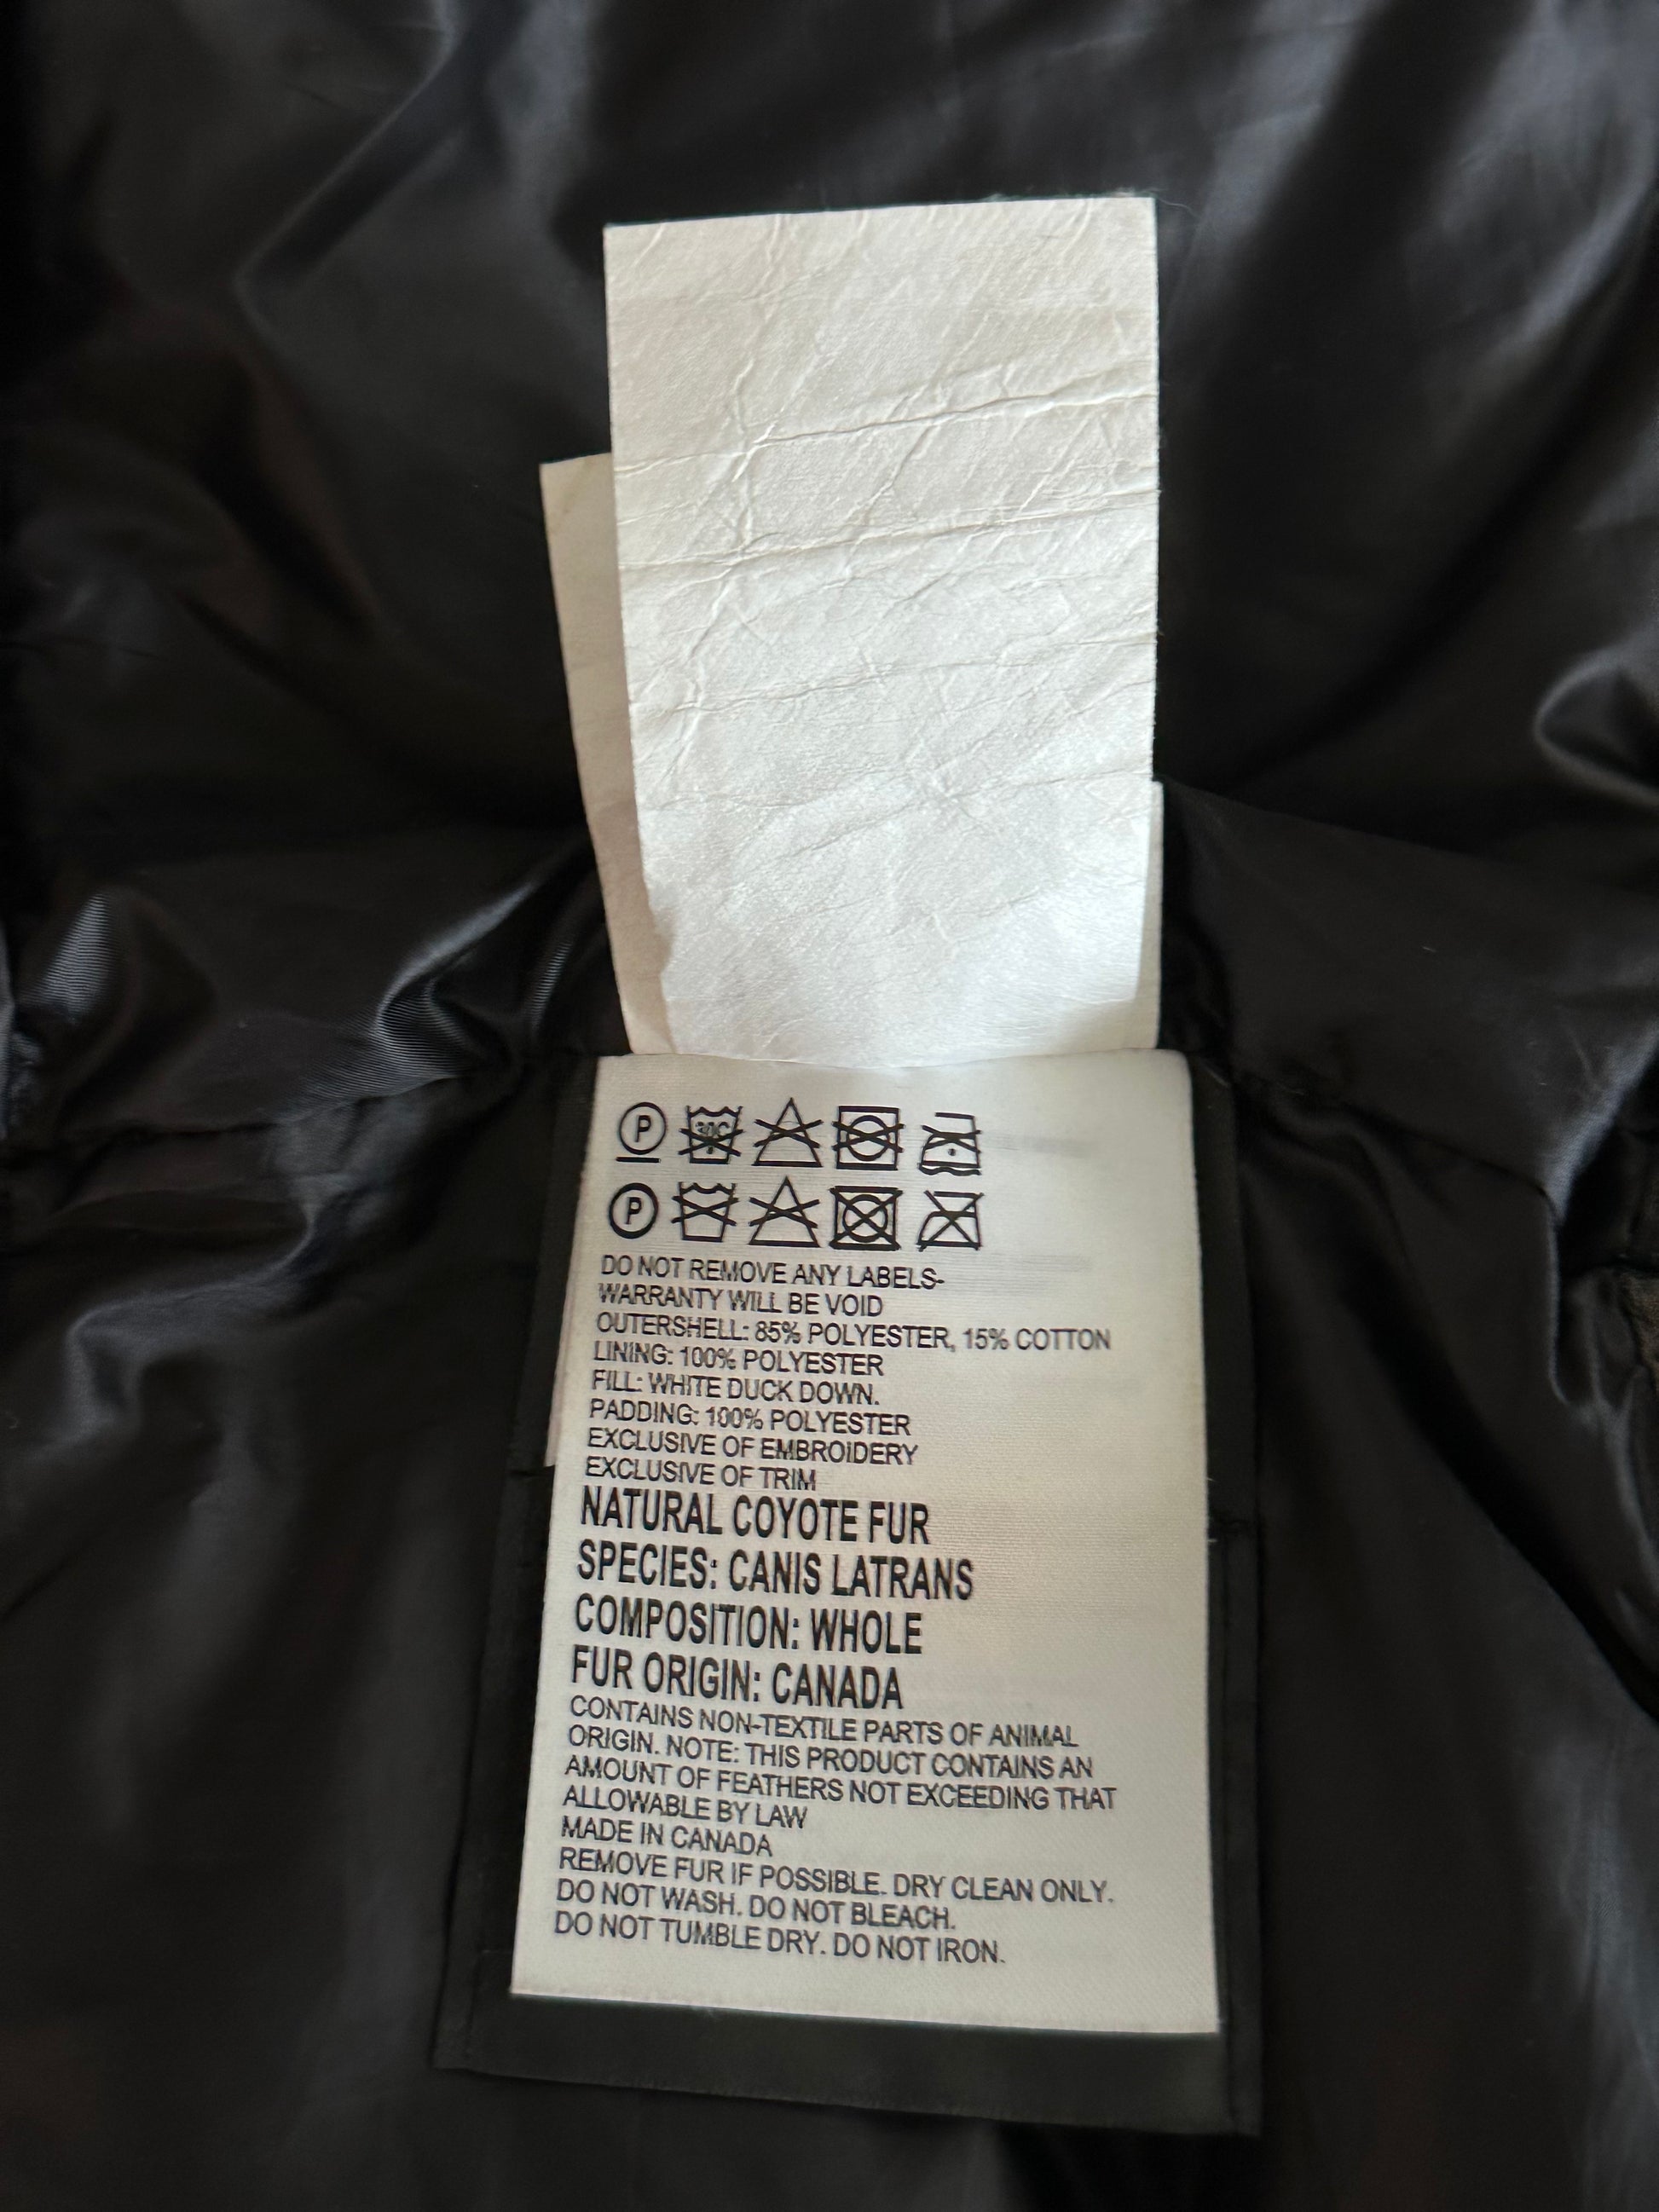 P 30C
P
DO NOT REMOVE ANY LABELS-
WARRANTY WILL BE VOID
OUTERSHELL: 85% POLYESTER, 15% COTTON
LINING: 100% POLYESTER
FILL: WHITE DUCK DOWN.
PADDING: 100% POLYESTER
EXCLUSIVE OF EMBROIDERY
EXCLUSIVE OF TRIM
NATURAL COYOTE FUR
SPECIES: CANIS LATRANS
COMPOSITION: WHOLE
FUR ORIGIN: CANADA
CONTAINS NON-TEXTILE PARTS OF ANIMAL
ORIGIN. NOTE: THIS PRODUCT CONTAINS AN
AMOUNT OF FEATHERS NOT EXCEEDING THAT
ALLOWABLE BY LAW
MADE IN CANADA
REMOVE FUR IF POSSIBLE. DRY CLEAN ONLY.
DO NOT WASH. DO NOT BLEACH.
DO NOT TUMBLE DRY. DO NOT IRON.